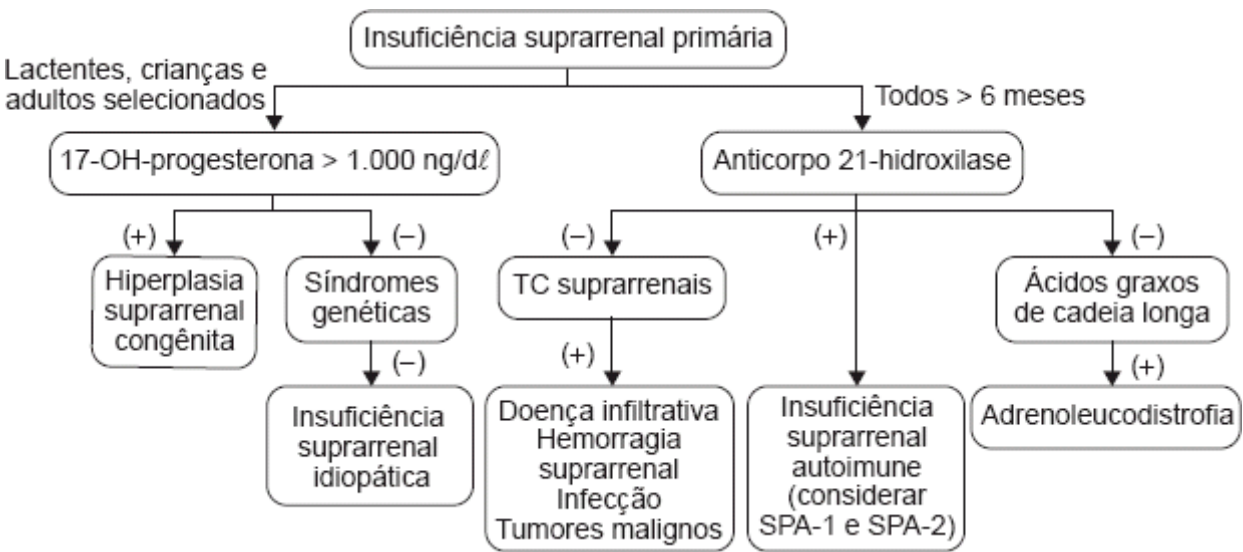 Insuficiência suprarrenal primária
Lactentes, crianças e
adultos selecionados
Todos > 6 meses
17-OH-progesterona > 1.000 ng/dℓ
Anticorpo 21-hidroxilase
(+)
(–)
(–)
(+)
(–)
Hiperplasia
suprarrenal
congênita
Síndromes
genéticas
TC suprarrenais
Ácidos graxos
de cadeia longa
(–)
(+)
(+)
Insuficiência
suprarrenal
idiopática
Doença infiltrativa
Hemorragia
suprarrenal
Infecção
Tumores malignos
Insuficiência
suprarrenal
autoimune
(considerar
SPA-1 e SPA-2)
Adrenoleucodistrofia